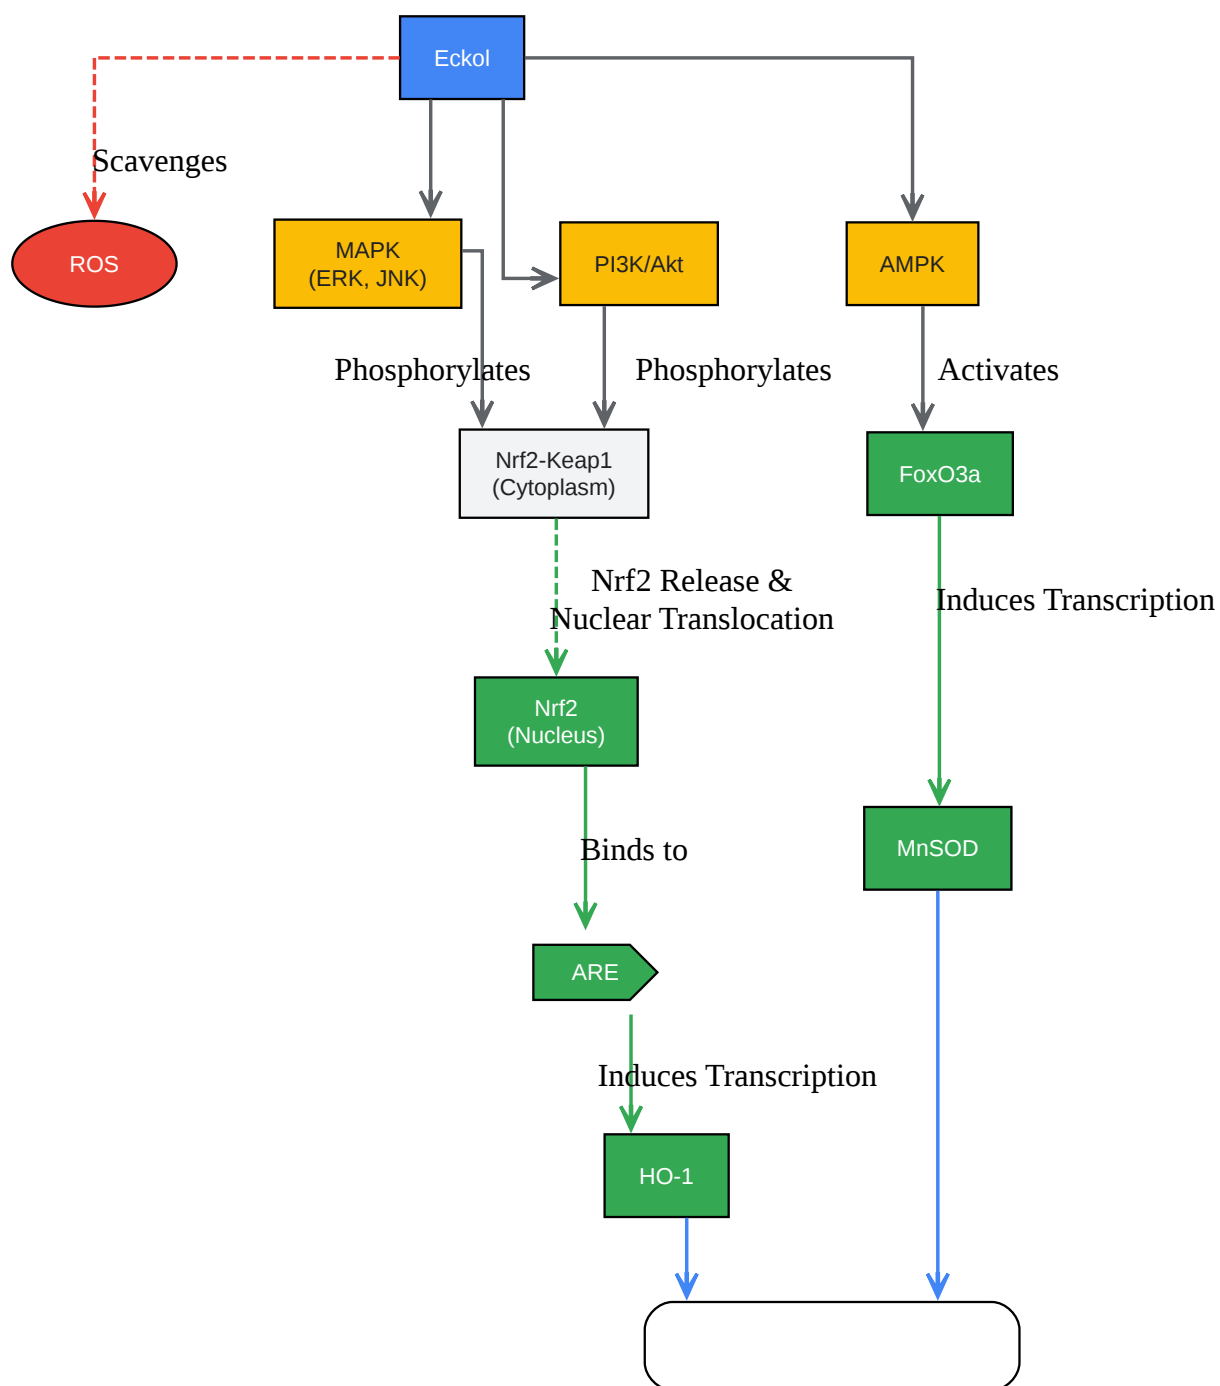 Eckol
Scavenges
ROS
MAPK
(ERK, JNK)
PI3K/Akt
AMPK
Phosphorylates
Phosphorylates
Activates
Nrf2-Keap1
(Cytoplasm)
FoxO3a
Nrf2 Release &
Nuclear Translocation
Induces Transcription
Nrf2
(Nucleus)
Binds to
MnSOD
ARE
Induces Transcription
HO-1